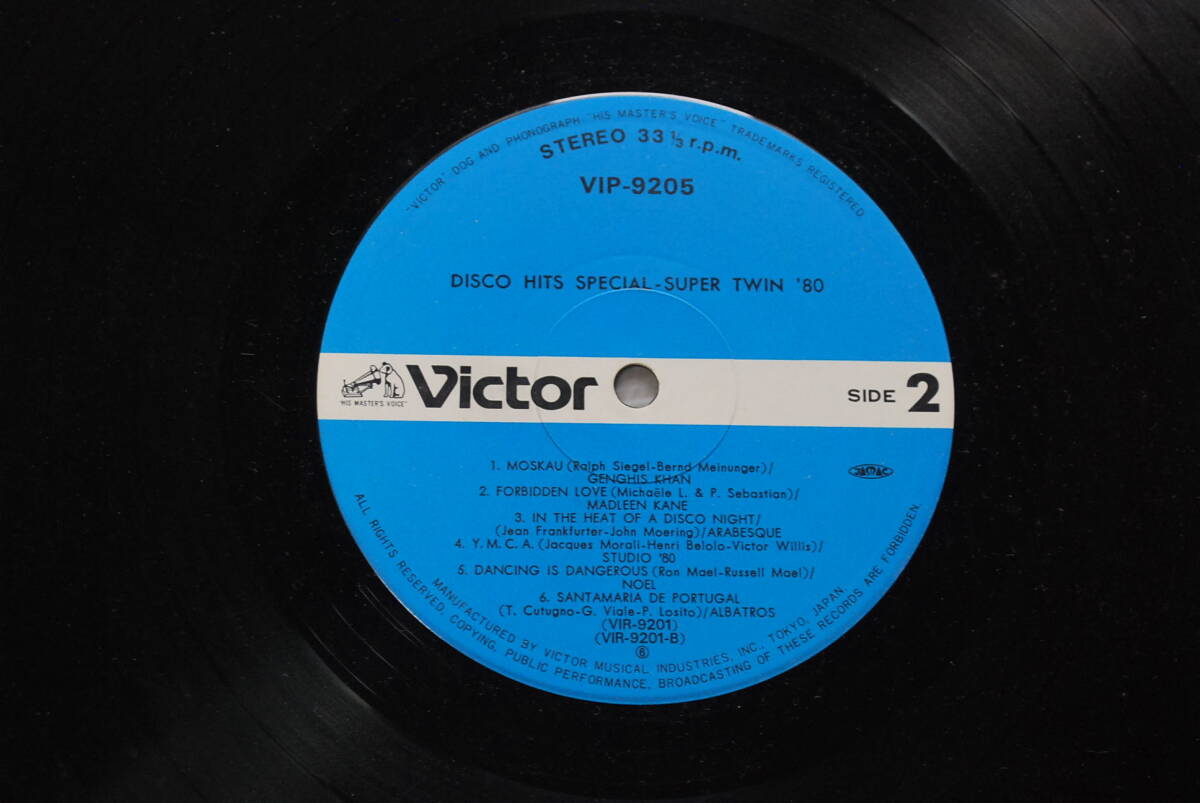 "VICTOR" DOG AND PHONOGRAPH "HIS MASTER'S VOICE" TRADEMARKS REGISTERED
STEREO 33 1/3 r.p.m.
VIP-9205
DISCO HITS SPECIAL-SUPER TWIN '80
"HIS MASTER'S VOICE"
Victor
SIDE 2
1. MOSKAU (Ralph Siegel-Bernd Meinunger)/
GENGHIS KHAN
2. FORBIDDEN LOVE (Michaële L. & P. Sebastian)/
MADLEEN KANE
3. IN THE HEAT OF A DISCO NIGHT/
(Jean Frankfurter-John Moering)/ARABESQUE
4. Y.M.C.A. (Jacques Morali-Henri Belolo-Victor Willis)/
STUDIO '80
5. DANCING IS DANGEROUS (Ron Mael-Russell Mael)/
NOEL
6. SANTAMARIA DE PORTUGAL
(T. Cutugno-G. Viale-P. Losito)/ALBATROS
(VIR-9201)
(VIR-9201-B)
⑥
JASRAC
MANUFACTURED BY VICTOR MUSICAL INDUSTRIES, INC., TOKYO, JAPAN.
ALL RIGHTS RESERVED. COPYING, PUBLIC PERFORMANCE, BROADCASTING OF THESE RECORDS ARE FORBIDDEN.